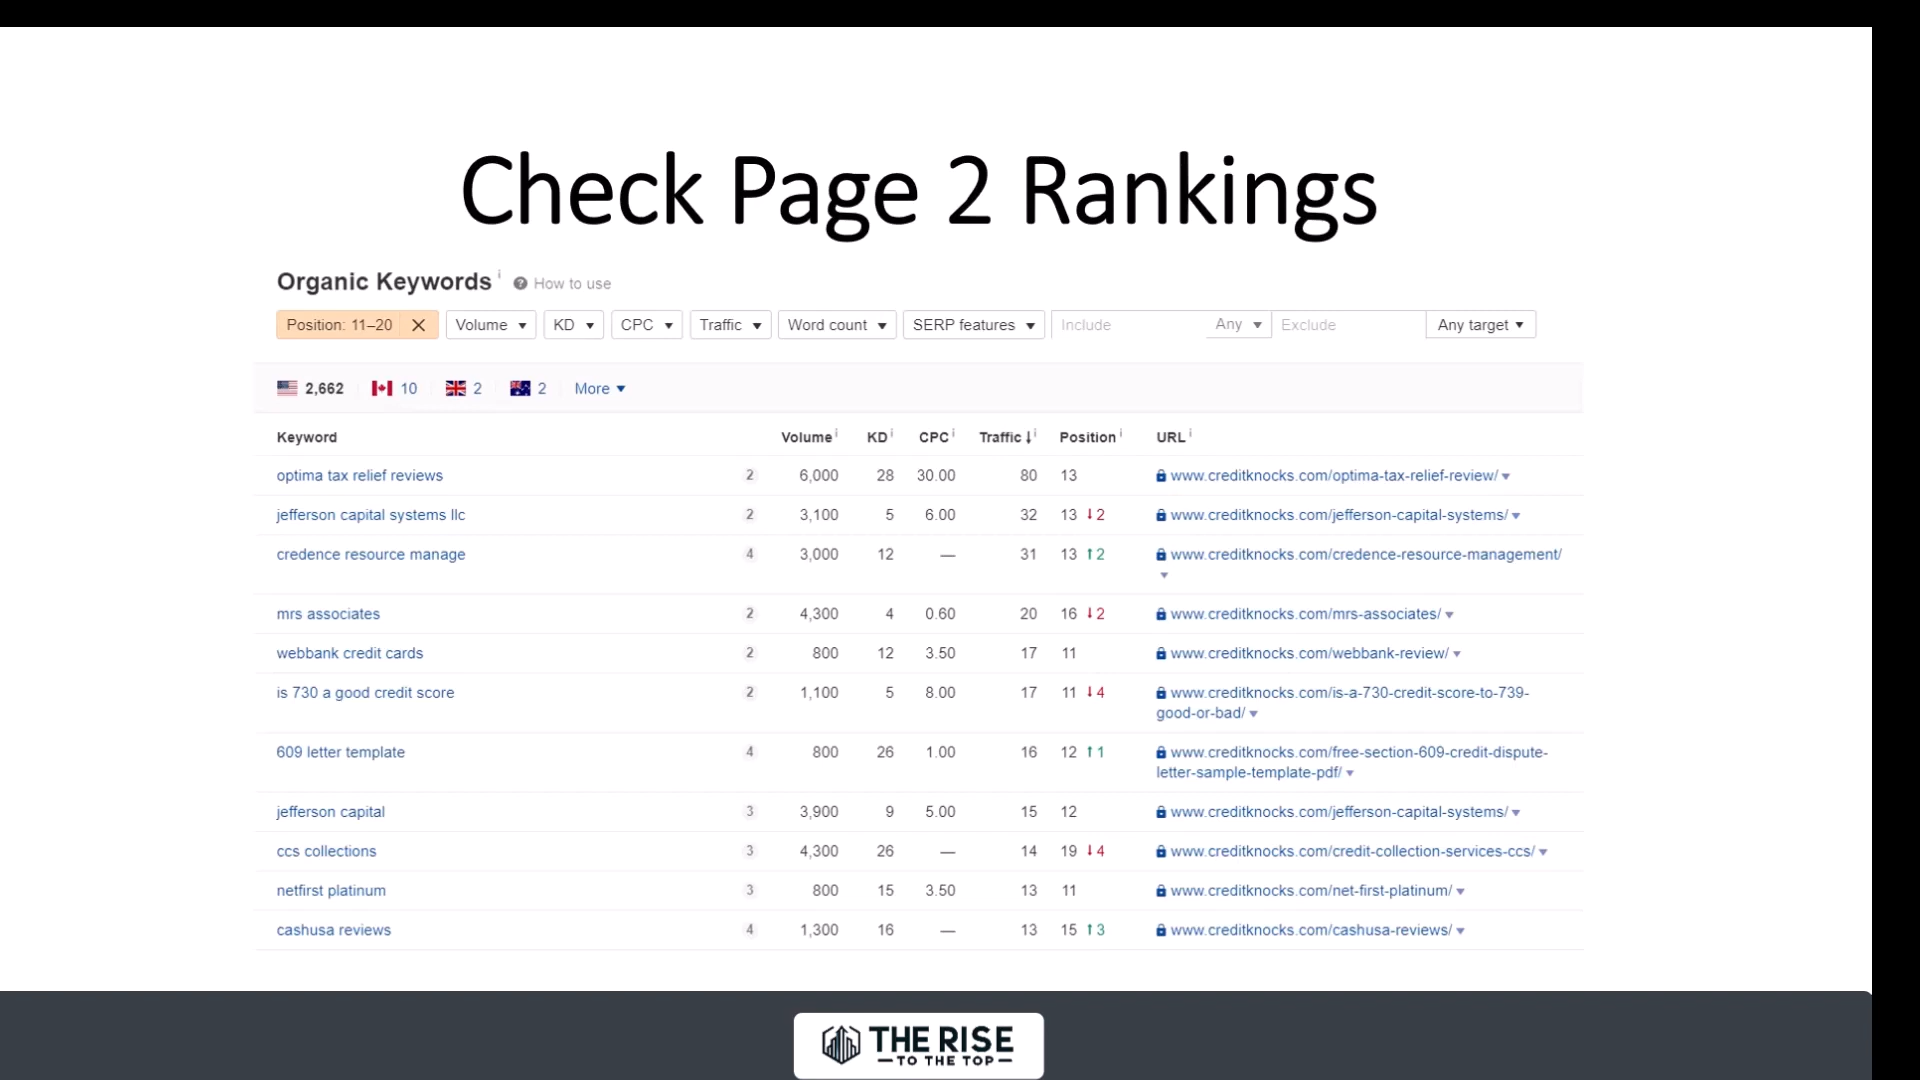 Check Page 2 Rankings
Organic Keywords i ? How to use
Position: 11–20 Volume KD CPC Traffic Word count SERP features Include Any Exclude Any target
2,662 10 2 2 More
Keyword Volume i KD i CPC i Traffic i Position i URL i
optima tax relief reviews 2 6,000 28 30.00 80 13 www.creditknocks.com/optima-tax-relief-review/
jefferson capital systems llc 2 3,100 5 6.00 32 13 ↓2 www.creditknocks.com/jefferson-capital-systems/
credence resource manage 4 3,000 12 — 31 13 ↑2 www.creditknocks.com/credence-resource-management/
mrs associates 2 4,300 4 0.60 20 16 ↓2 www.creditknocks.com/mrs-associates/
webbank credit cards 2 800 12 3.50 17 11 www.creditknocks.com/webbank-review/
is 730 a good credit score 2 1,100 5 8.00 17 11 ↓4 www.creditknocks.com/is-a-730-credit-score-to-739-
good-or-bad/
609 letter template 4 800 26 1.00 16 12 ↑1 www.creditknocks.com/free-section-609-credit-dispute-
letter-sample-template-pdf/
jefferson capital 3 3,900 9 5.00 15 12 www.creditknocks.com/jefferson-capital-systems/
ccs collections 3 4,300 26 — 14 19 ↓4 www.creditknocks.com/credit-collection-services-ccs/
netfirst platinum 3 800 15 3.50 13 11 www.creditknocks.com/net-first-platinum/
cashusa reviews 4 1,300 16 — 13 15 ↑3 www.creditknocks.com/cashusa-reviews/
THE RISE
TO THE TOP